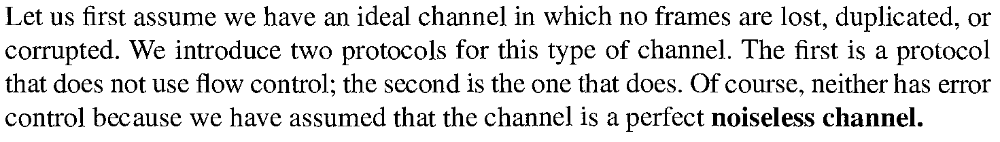 Let us first assume we have an ideal channel in which no frames are lost, duplicated, or
corrupted. We introduce two protocols for this type of channel. The first is a protocol
that does not use flow control; the second is the one that does. Of course, neither has error
control because we have assumed that the channel is a perfect noiseless channel.